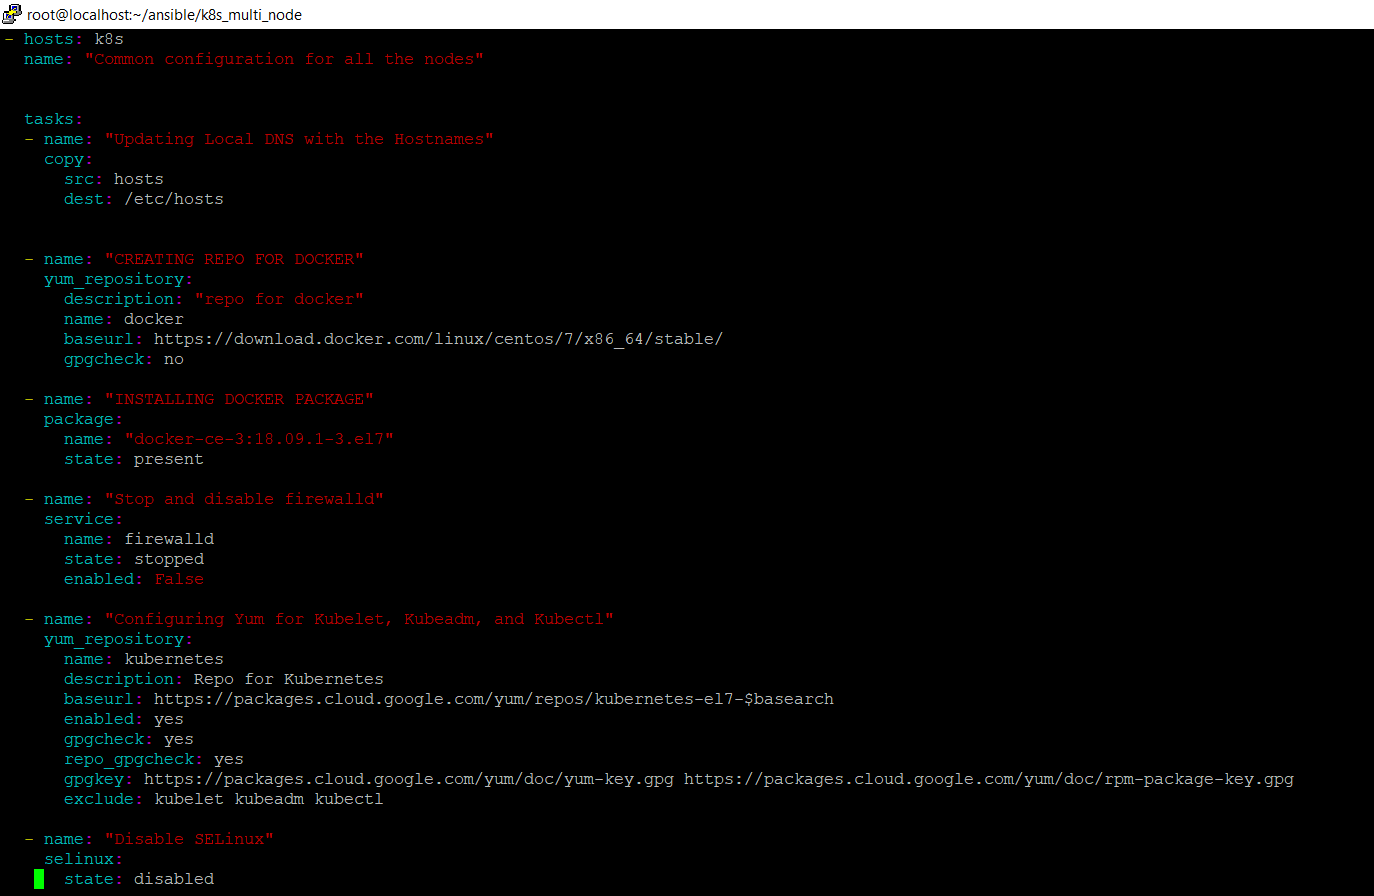 root@localhost:~/ansible/k8s_multi_node
- hosts: k8s
  name: "Common configuration for all the nodes"
  tasks:
  - name: "Updating Local DNS with the Hostnames"
    copy:
      src: hosts
      dest: /etc/hosts
  - name: "CREATING REPO FOR DOCKER"
    yum_repository:
      description: "repo for docker"
      name: docker
      baseurl: https://download.docker.com/linux/centos/7/x86_64/stable/
      gpgcheck: no
  - name: "INSTALLING DOCKER PACKAGE"
    package:
      name: "docker-ce-3:18.09.1-3.el7"
      state: present
  - name: "Stop and disable firewalld"
    service:
      name: firewalld
      state: stopped
      enabled: False
  - name: "Configuring Yum for Kubelet, Kubeadm, and Kubectl"
    yum_repository:
      name: kubernetes
      description: Repo for Kubernetes
      baseurl: https://packages.cloud.google.com/yum/repos/kubernetes-el7-$basearch
      enabled: yes
      gpgcheck: yes
      repo_gpgcheck: yes
      gpgkey: https://packages.cloud.google.com/yum/doc/yum-key.gpg https://packages.cloud.google.com/yum/doc/rpm-package-key.gpg
      exclude: kubelet kubeadm kubectl
  - name: "Disable SELinux"
    selinux:
      state: disabled